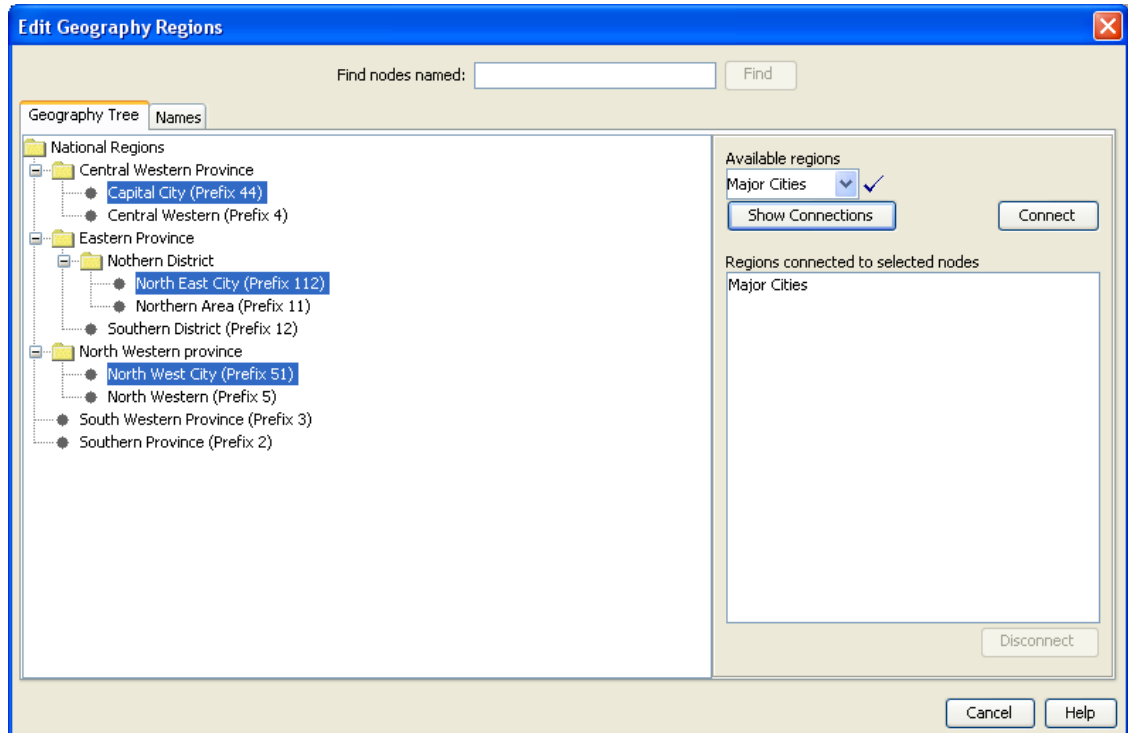 Edit Geography Regions
Find nodes named:
Find
Geography Tree
Names
National Regions
Central Western Province
Capital City (Prefix 44)
Central Western (Prefix 4)
Eastern Province
Nothern District
North East City (Prefix 112)
Northern Area (Prefix 11)
Southern District (Prefix 12)
North Western province
North West City (Prefix 51)
North Western (Prefix 5)
South Western Province (Prefix 3)
Southern Province (Prefix 2)
Available regions
Major Cities
Show Connections
Connect
Regions connected to selected nodes
Major Cities
Disconnect
Cancel
Help